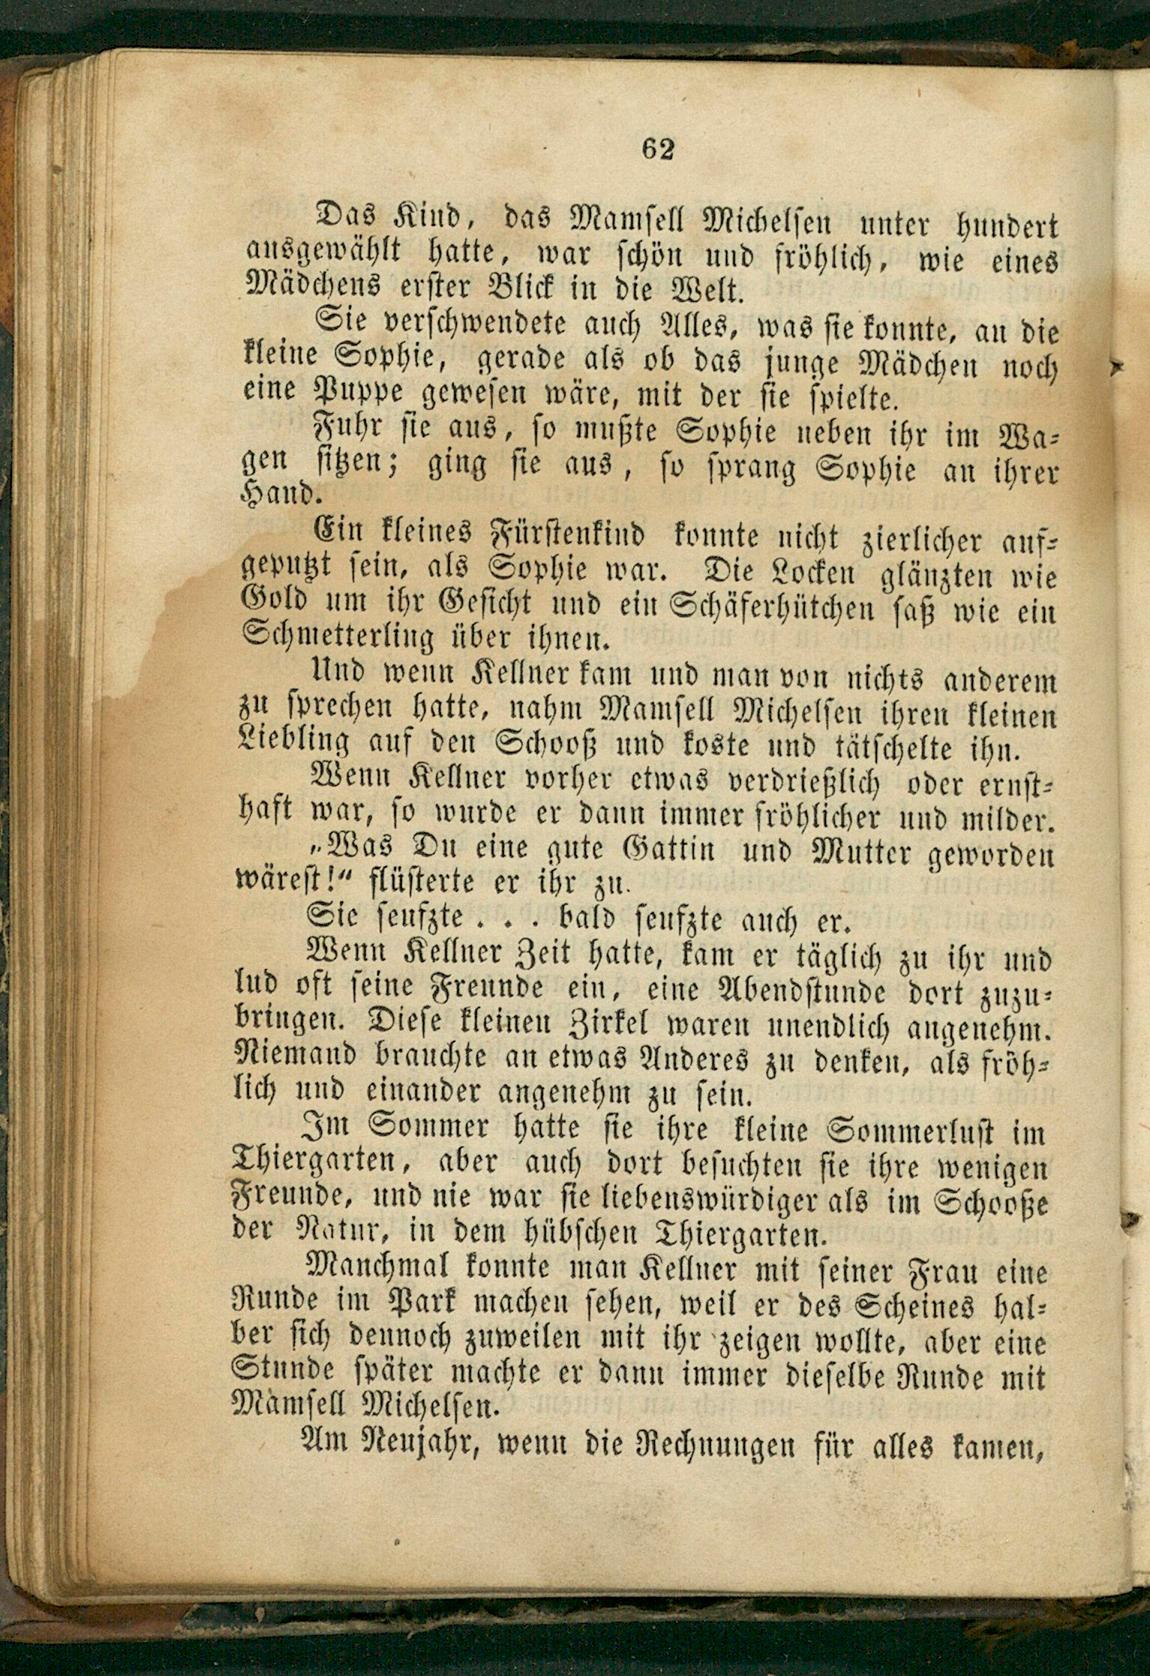 62
Das Kind, das Mamsell Michelsen unter hundert
ausgewählt hatte, war schön und fröhlich, wie eines
Mädchens erster Blick in die Welt.
Sie verschwendete auch Alles, was sie konnte, an die
kleine Sophie, gerade als ob das junge Mädchen noch
eine Puppe gewesen wäre, mit der sie spielte.
Fuhr sie aus, so mußte Sophie neben ihr im Wa-
gen sitzen; ging sie aus, so sprang Sophie an ihrer
Hand.
Ein kleines Fürstenkind konnte nicht zierlicher auf-
geputzt sein, als Sophie war. Die Locken glänzten wie
Gold um ihr Gesicht und ein Schäferhütchen saß wie ein
Schmetterling über ihnen.
Und wenn Kellner kam und man von nichts anderem
zu sprechen hatte, nahm Mamsell Michelsen ihren kleinen
Liebling auf den Schooß und koste und tätschelte ihn.
Wenn Kellner vorher etwas verdrießlich oder ernst-
haft war, so wurde er dann immer fröhlicher und milder.
„Was Du eine gute Gattin und Mutter geworden
wärest!“ flüsterte er ihr zu.
Sie seufzte . . . bald seufzte auch er.
Wenn Kellner Zeit hatte, kam er täglich zu ihr und
lud oft seine Freunde ein, eine Abendstunde dort zuzu-
bringen. Diese kleinen Zirkel waren unendlich angenehm.
Niemand brauchte an etwas Anderes zu denken, als fröh-
lich und einander angenehm zu sein.
Im Sommer hatte sie ihre kleine Sommerlust im
Thiergarten, aber auch dort besuchten sie ihre wenigen
Freunde, und nie war sie liebenswürdiger als im Schooße
der Natur, in dem hübschen Thiergarten.
Manchmal konnte man Kellner mit seiner Frau eine
Runde im Park machen sehen, weil er des Scheines hal-
ber sich dennoch zuweilen mit ihr zeigen wollte, aber eine
Stunde später machte er dann immer dieselbe Runde mit
Mamsell Michelsen.
Am Neujahr, wenn die Rechnungen für alles kamen,